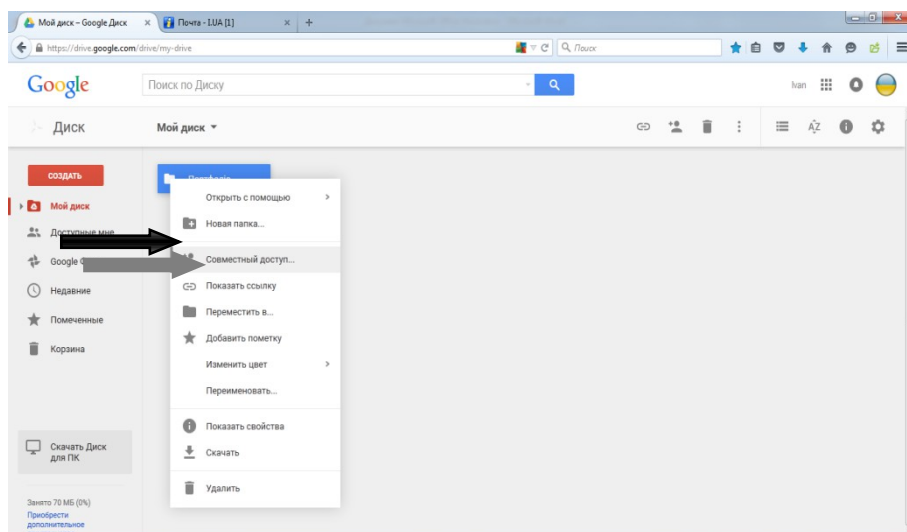 Мой диск – Google Диск
Почта - I.UA [1]
https://drive.google.com/drive/my-drive
Поиск
Google
Поиск по Диску
Ivan
Диск
Мой диск
СОЗДАТЬ
Мой диск
Доступные мне
Google
Недавние
Помеченные
Корзина
Скачать Диск
для ПК
Занято 70 МБ (0%)
Приобрести
дополнительное
Открыть с помощью
Новая папка...
Совместный доступ...
Показать ссылку
Переместить в...
Добавить пометку
Изменить цвет
Переименовать...
Показать свойства
Скачать
Удалить